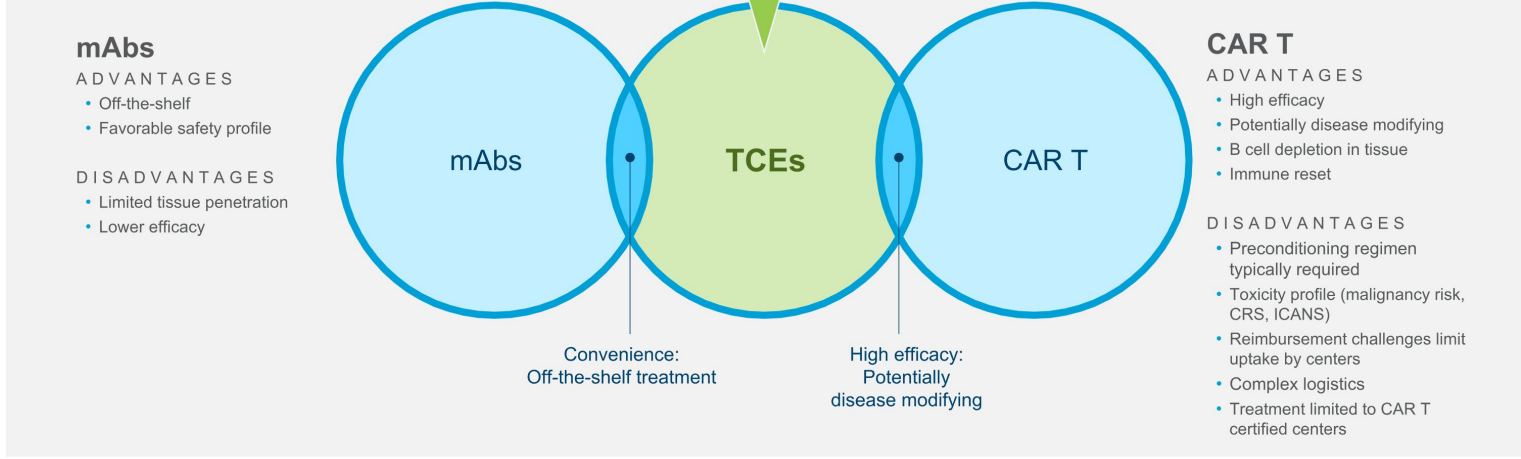 mAbs
ADVANTAGES
• Off-the-shelf
• Favorable safety profile
DISADVANTAGES
• Limited tissue penetration
• Lower efficacy
mAbs
TCEs
CAR T
Convenience:
Off-the-shelf treatment
High efficacy:
Potentially
disease modifying
CAR T
ADVANTAGES
• High efficacy
• Potentially disease modifying
• B cell depletion in tissue
• Immune reset
DISADVANTAGES
• Preconditioning regimen
typically required
• Toxicity profile (malignancy risk,
CRS, ICANS)
• Reimbursement challenges limit
uptake by centers
• Complex logistics
• Treatment limited to CAR T
certified centers